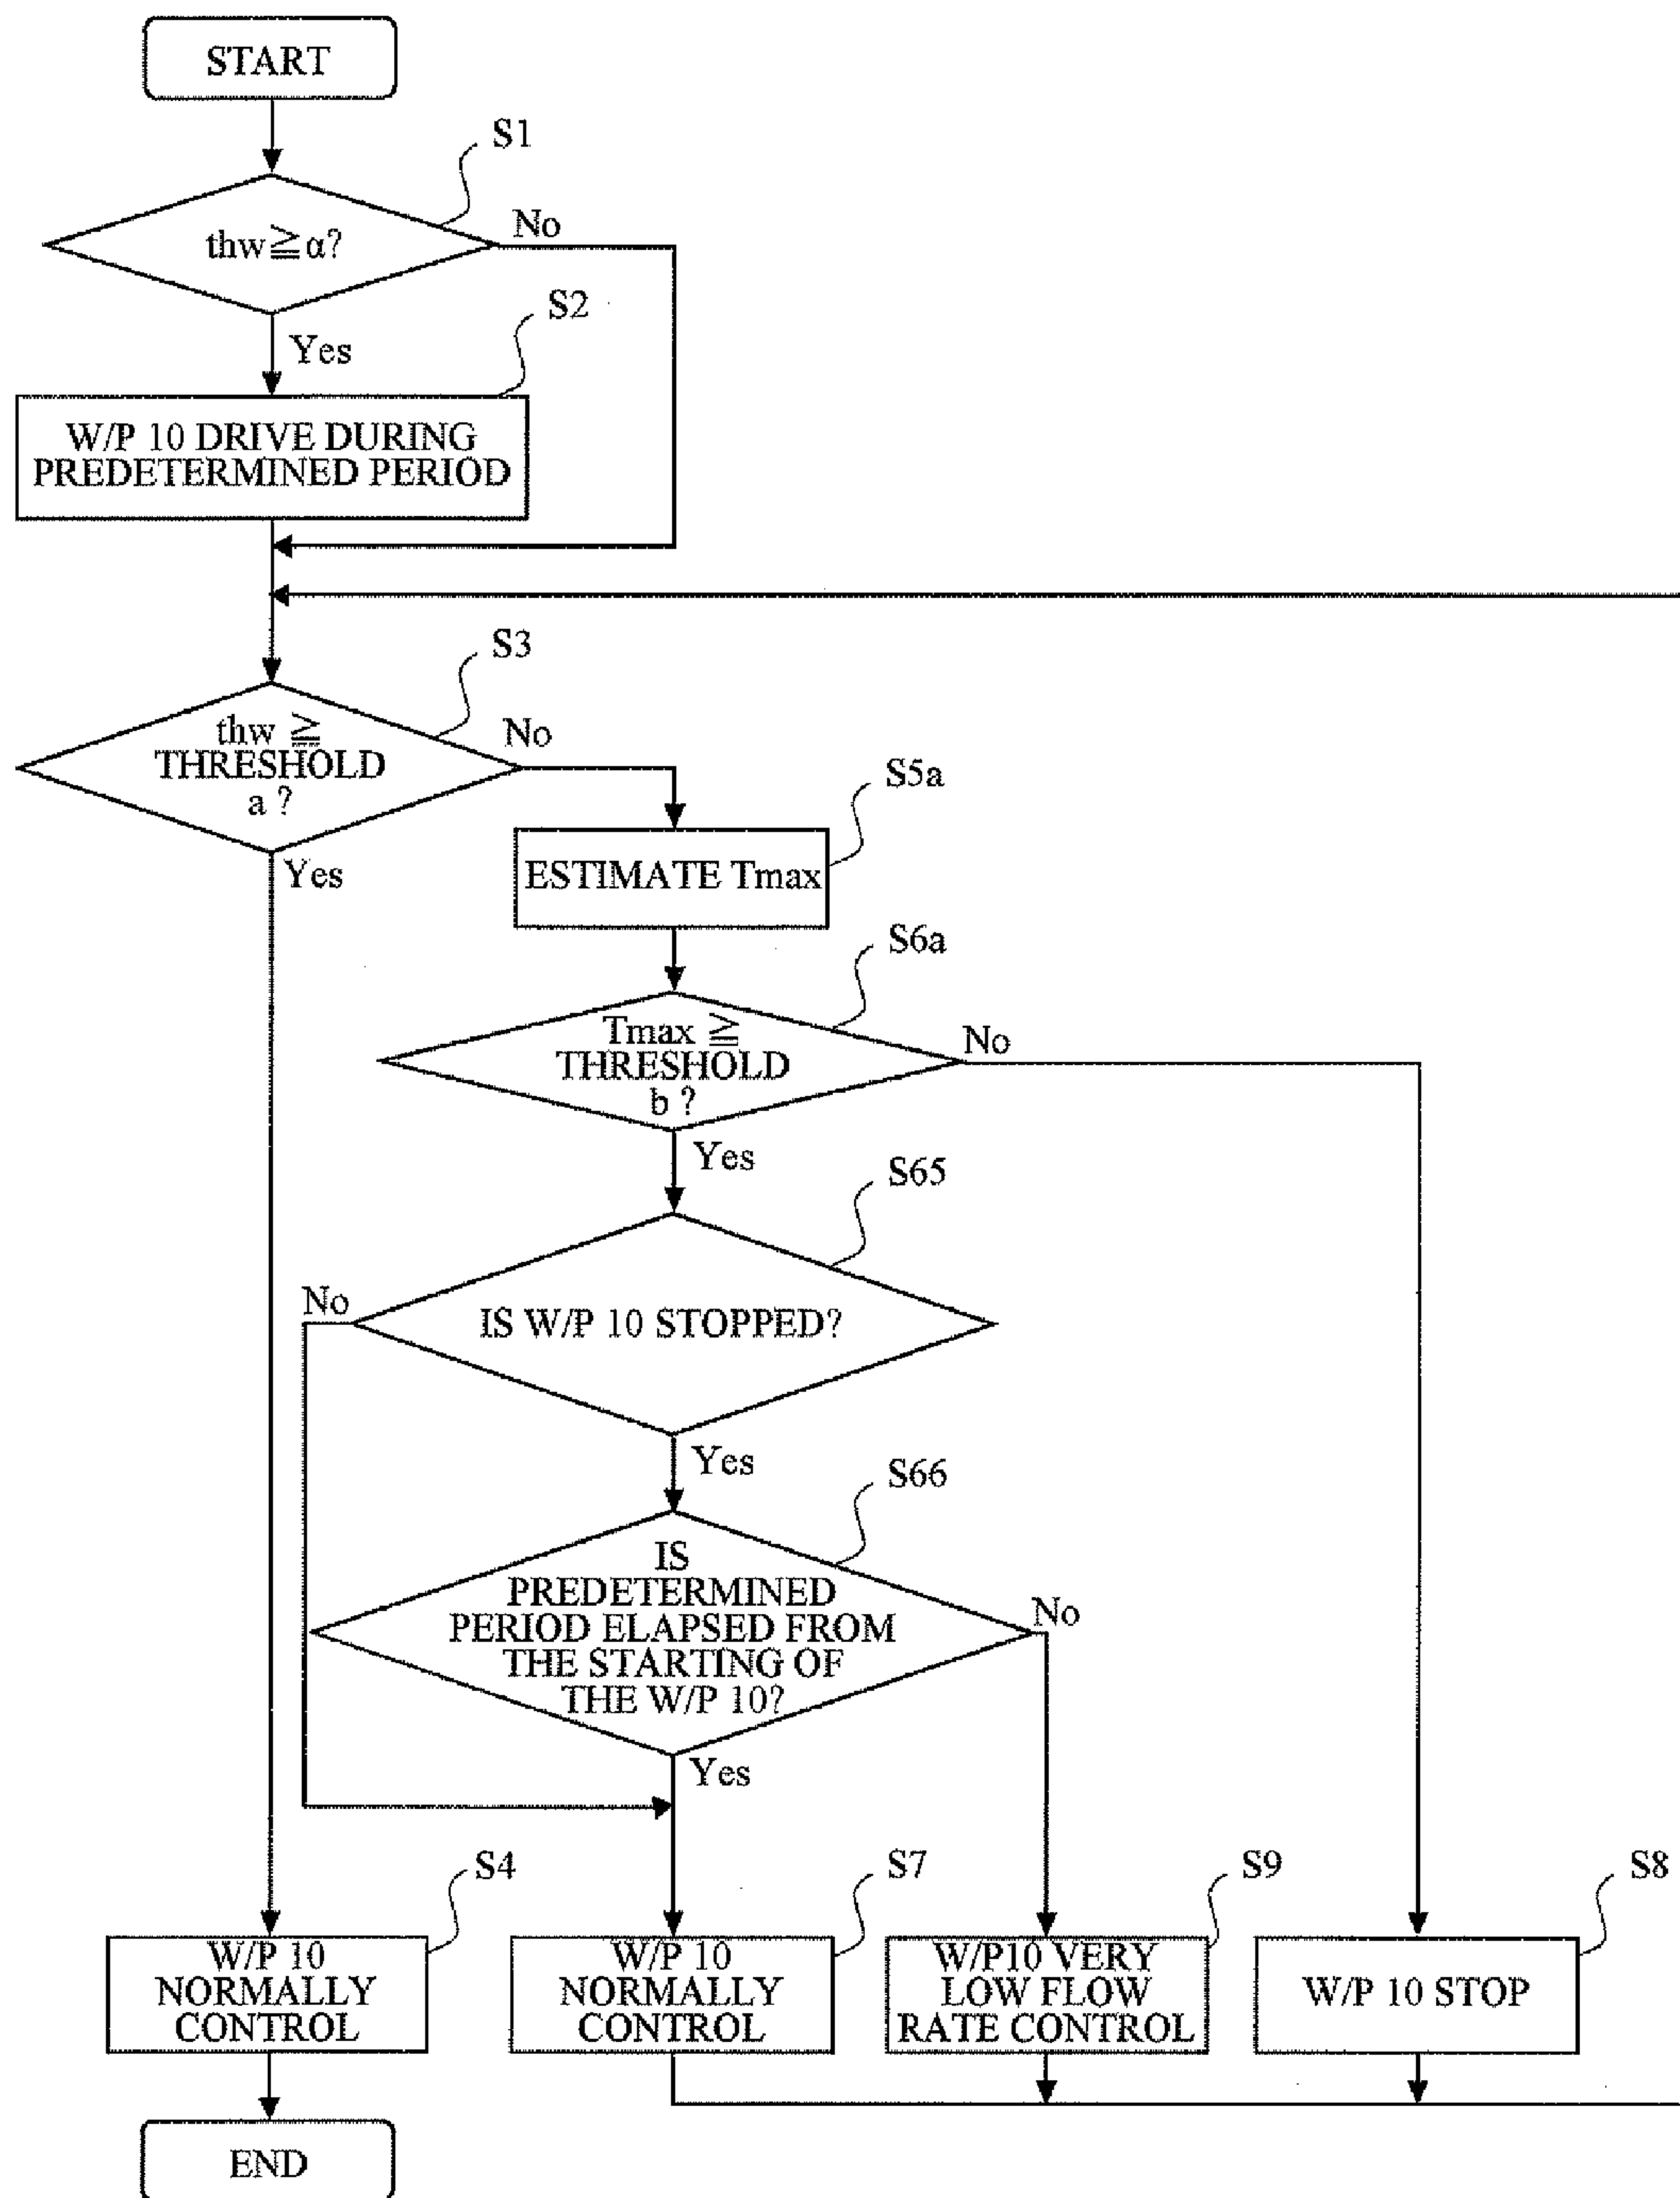 START
S1
thw≧α?
No
S2
Yes
W/P 10 DRIVE DURING
PREDETERMINED PERIOD
S3
thw ≧
THRESHOLD
a ?
No
S5a
Yes
ESTIMATE Tmax
S6a
Tmax ≧
THRESHOLD
b ?
No
Yes
S65
No
IS W/P 10 STOPPED?
Yes
S66
IS
PREDETERMINED
PERIOD ELAPSED FROM
THE STARTING OF
THE W/P 10?
No
Yes
S4
S7
S9
S8
W/P 10
NORMALLY
CONTROL
W/P 10
NORMALLY
CONTROL
W/P10 VERY
LOW FLOW
RATE CONTROL
W/P 10 STOP
END